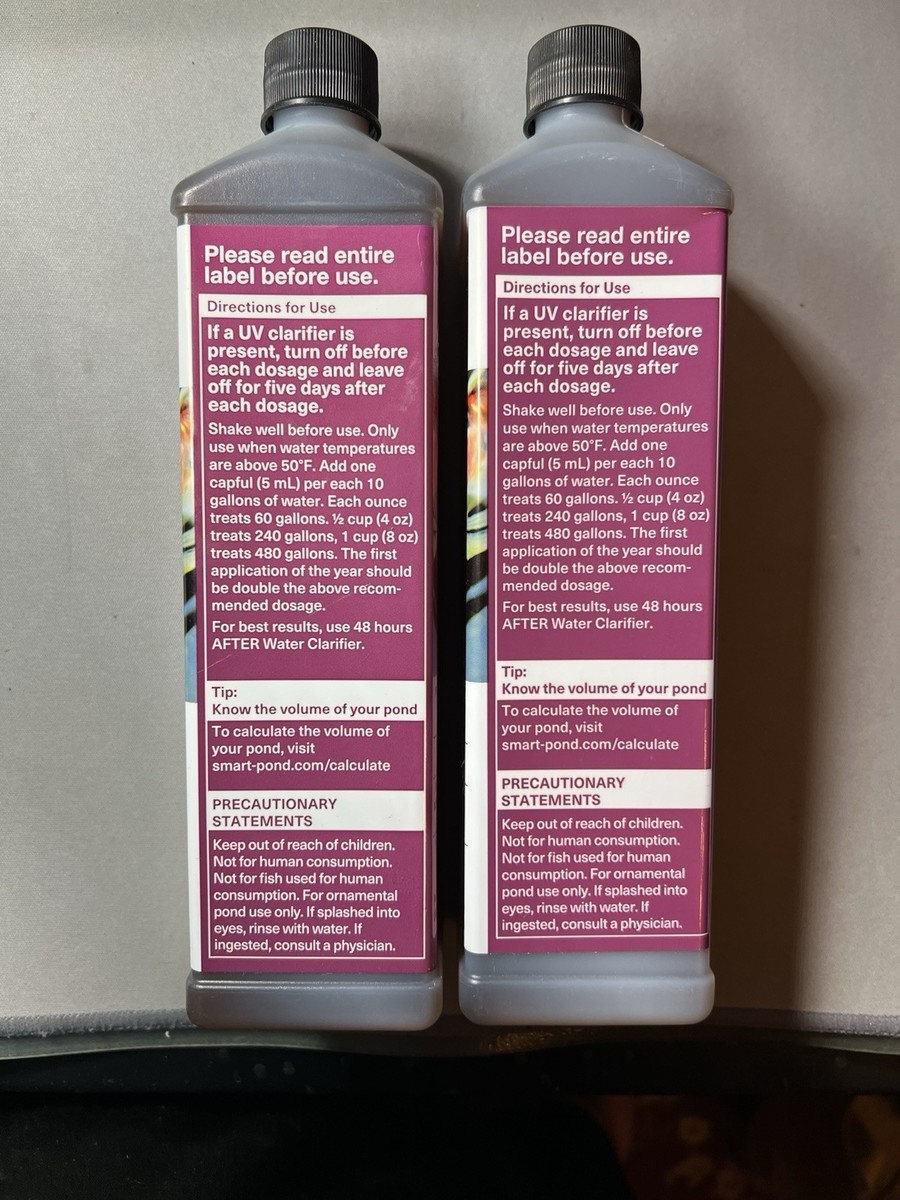 Please read entire
label before use.
Directions for Use
If a UV clarifier is
present, turn off before
each dosage and leave
off for five days after
each dosage.
Shake well before use. Only
use when water temperatures
are above 50°F. Add one
capful (5 mL) per each 10
gallons of water. Each ounce
treats 60 gallons. ½ cup (4 oz)
treats 240 gallons, 1 cup (8 oz)
treats 480 gallons. The first
application of the year should
be double the above recom-
mended dosage.
For best results, use 48 hours
AFTER Water Clarifier.
Tip:
Know the volume of your pond
To calculate the volume of
your pond, visit
smart-pond.com/calculate
PRECAUTIONARY
STATEMENTS
Keep out of reach of children.
Not for human consumption.
Not for fish used for human
consumption. For ornamental
pond use only. If splashed into
eyes, rinse with water. If
ingested, consult a physician.
Please read entire
label before use.
Directions for Use
If a UV clarifier is
present, turn off before
each dosage and leave
off for five days after
each dosage.
Shake well before use. Only
use when water temperatures
are above 50°F. Add one
capful (5 mL) per each 10
gallons of water. Each ounce
treats 60 gallons. ½ cup (4 oz)
treats 240 gallons, 1 cup (8 oz)
treats 480 gallons. The first
application of the year should
be double the above recom-
mended dosage.
For best results, use 48 hours
AFTER Water Clarifier.
Tip:
Know the volume of your pond
To calculate the volume of
your pond, visit
smart-pond.com/calculate
PRECAUTIONARY
STATEMENTS
Keep out of reach of children.
Not for human consumption.
Not for fish used for human
consumption. For ornamental
pond use only. If splashed into
eyes, rinse with water. If
ingested, consult a physician.